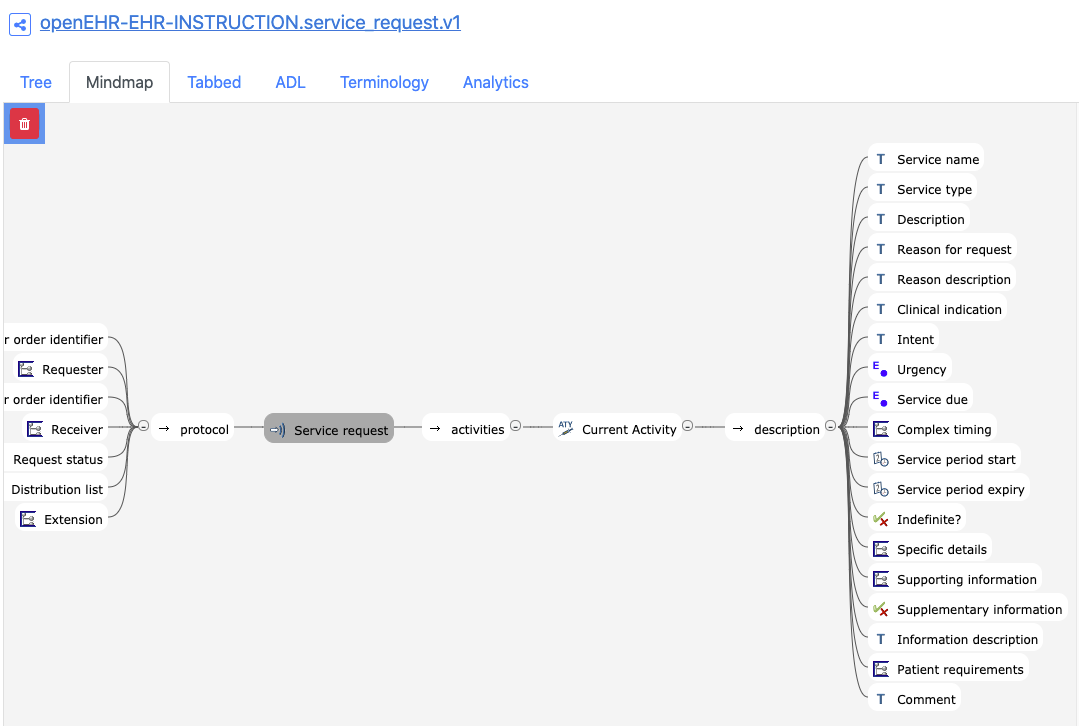 openEHR-EHR-INSTRUCTION.service_request.v1
Tree Mindmap Tabbed ADL Terminology Analytics
r order identifier
Requester
r order identifier
Receiver
Request status
Distribution list
Extension
→ protocol
Service request
→ activities
ATY Current Activity
→ description
T Service name
T Service type
T Description
T Reason for request
T Reason description
T Clinical indication
T Intent
E Urgency
E Service due
Complex timing
Service period start
Service period expiry
Indefinite?
Specific details
Supporting information
Supplementary information
T Information description
Patient requirements
T Comment